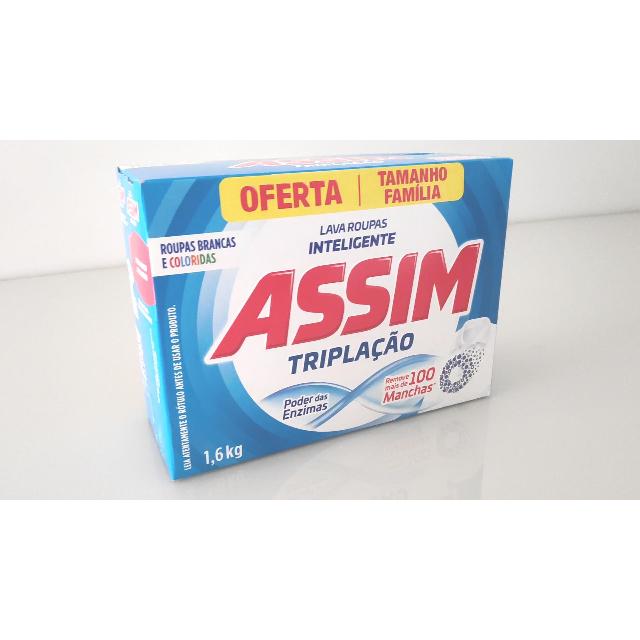 OFERTA
TAMANHO
FAMÍLIA
LAVA ROUPAS
INTELIGENTE
ROUPAS BRANCAS
E COLORIDAS
ASSIM
TRIPLAÇÃO
Poder das
Enzimas
Remove
mais de 100
Manchas
LEIA ATENTAMENTE O RÓTULO ANTES DE USAR O PRODUTO.
1,6 kg